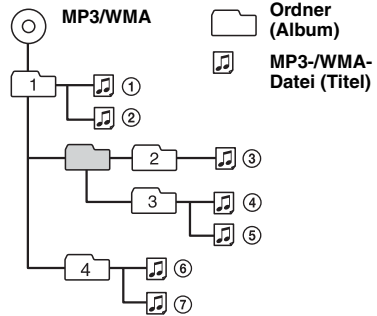 MP3/WMA
Ordner
(Album)
MP3-/WMA-
Datei (Titel)
1
①
②
2
③
3
④
⑤
4
⑥
⑦